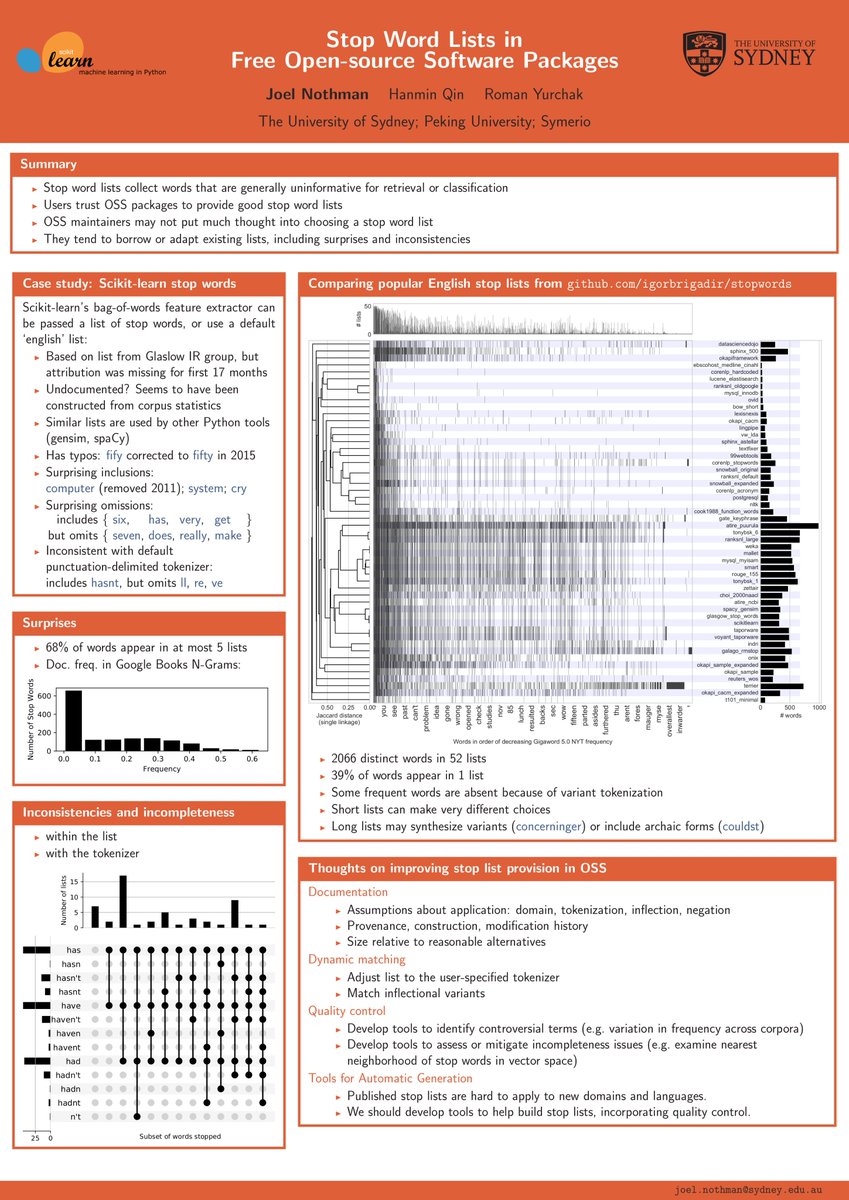 scikit
learn
machine learning in Python
Stop Word Lists in
Free Open-source Software Packages
Joel Nothman Hanmin Qin Roman Yurchak
The University of Sydney; Peking University; Symerio
THE UNIVERSITY OF
SYDNEY
Summary
Stop word lists collect words that are generally uninformative for retrieval or classification
Users trust OSS packages to provide good stop word lists
OSS maintainers may not put much thought into choosing a stop word list
They tend to borrow or adapt existing lists, including surprises and inconsistencies
Case study: Scikit-learn stop words
Scikit-learn's bag-of-words feature extractor can
be passed a list of stop words, or use a default
'english' list:
Based on list from Glaslow IR group, but
attribution was missing for first 17 months
Undocumented? Seems to have been
constructed from corpus statistics
Similar lists are used by other Python tools
(gensim, spaCy)
Has typos: fify corrected to fifty in 2015
Surprising inclusions:
computer (removed 2011); system; cry
Surprising omissions:
includes { six, has, very, get }
but omits { seven, does, really, make }
Inconsistent with default
punctuation-delimited tokenizer:
includes hasnt, but omits ll, re, ve
Surprises
68% of words appear in at most 5 lists
Doc. freq. in Google Books N-Grams:
Number of Stop Words
600
400
200
0
0.0 0.1 0.2 0.3 0.4 0.5 0.6
Frequency
Inconsistencies and incompleteness
within the list
with the tokenizer
Number of lists
15
10
5
0
has
hasn
hasn't
hasnt
have
haven't
haven
havent
had
hadn't
hadn
hadnt
n't
25 0
Subset of words stopped
Comparing popular English stop lists from github.com/igorbrigadir/stopwords
# lists
50
0
datasciencedojo
sphinx_500
okapiframework
ebscohost_medline_cinahl
corenlp_hardcoded
lucene_elastisearch
ranksnl_oldgoogle
mysql_innodb
ovid
bow_short
lexisnexis
okapi_cacm
lingpipe
vw_lda
sphinx_astellar
textfixer
99webtools
corenlp_stopwords
snowball_original
ranksnl_default
snowball_expanded
corenlp_acronym
postgresql
nltk
cook1988_function_words
gate_keyphrase
atire_puurula
tonybsk_6
ranksnl_large
weka
mallet
mysql_myisam
smart
rouge_155
tonybsk_1
zettair
choi_2000naacl
atire_ncbi
spacy_gensim
glasgow_stop_words
scikitlearn
taporware
voyant_taporware
indri
galago_rmstop
onix
okapi_sample_expanded
okapi_sample
reuters_wos
terrier
okapi_cacm_expanded
t101_minimal
0.50 0.25 0.00
Jaccard distance
(single linkage)
you see past can't problem idea gone wrong opened check studies nov 85 lunch resulted backs sec wow fifteen parted asides furthered thu arent fores mauger myse overallest inwarder
0 500 1000
# words
Words in order of decreasing Gigaword 5.0 NYT frequency
2066 distinct words in 52 lists
39% of words appear in 1 list
Some frequent words are absent because of variant tokenization
Short lists can make very different choices
Long lists may synthesize variants (concerninger) or include archaic forms (couldst)
Thoughts on improving stop list provision in OSS
Documentation
Assumptions about application: domain, tokenization, inflection, negation
Provenance, construction, modification history
Size relative to reasonable alternatives
Dynamic matching
Adjust list to the user-specified tokenizer
Match inflectional variants
Quality control
Develop tools to identify controversial terms (e.g. variation in frequency across corpora)
Develop tools to assess or mitigate incompleteness issues (e.g. examine nearest
neighborhood of stop words in vector space)
Tools for Automatic Generation
Published stop lists are hard to apply to new domains and languages.
We should develop tools to help build stop lists, incorporating quality control.
joel.nothman@sydney.edu.au